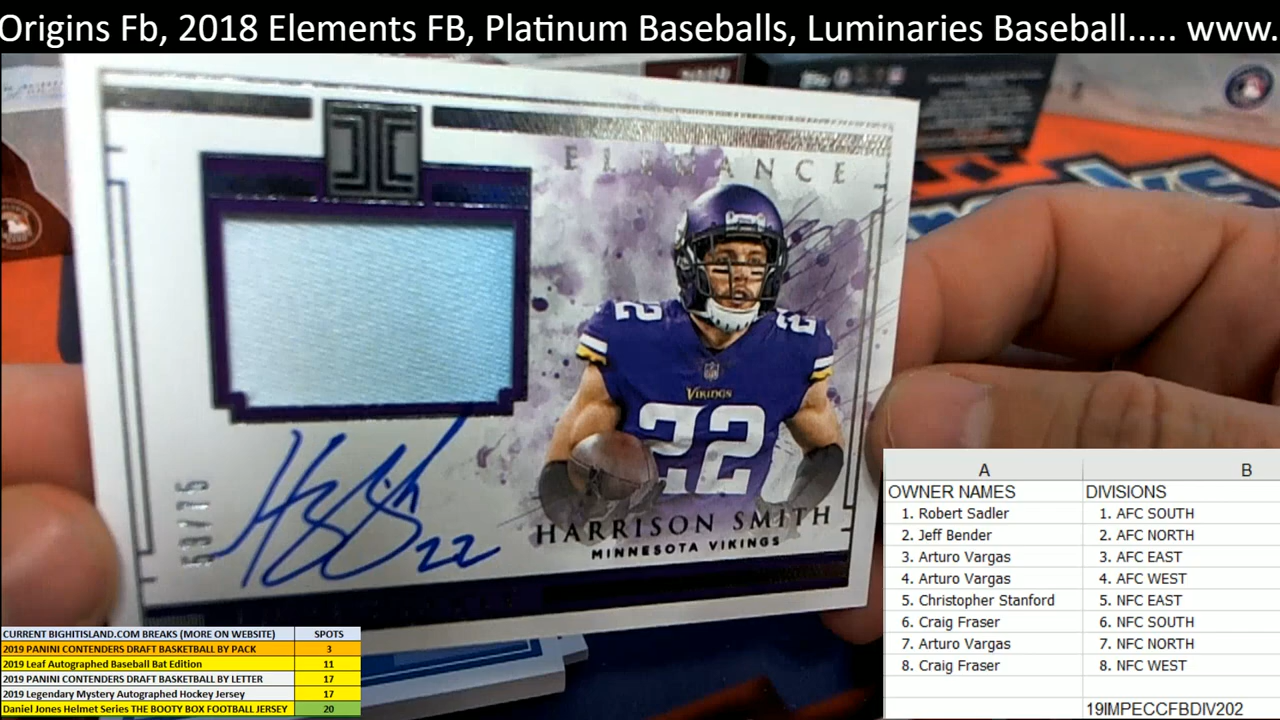 Origins Fb, 2018 Elements FB, Platinum Baseballs, Luminaries Baseball..... www.
ELEGANCE
22
22
VIKINGS
22
53/75
HARRISON SMITH
MINNESOTA VIKINGS
22
A B
OWNER NAMES DIVISIONS
1. Robert Sadler 1. AFC SOUTH
2. Jeff Bender 2. AFC NORTH
3. Arturo Vargas 3. AFC EAST
4. Arturo Vargas 4. AFC WEST
5. Christopher Stanford 5. NFC EAST
6. Craig Fraser 6. NFC SOUTH
7. Arturo Vargas 7. NFC NORTH
8. Craig Fraser 8. NFC WEST
19IMPECCFBDIV202
CURRENT BIGHITISLAND.COM BREAKS (MORE ON WEBSITE) SPOTS
2019 PANINI CONTENDERS DRAFT BASKETBALL BY PACK 3
2019 Leaf Autographed Baseball Bat Edition 11
2019 PANINI CONTENDERS DRAFT BASKETBALL BY LETTER 17
2019 Legendary Mystery Autographed Hockey Jersey 17
Daniel Jones Helmet Series THE BOOTY BOX FOOTBALL JERSEY 20